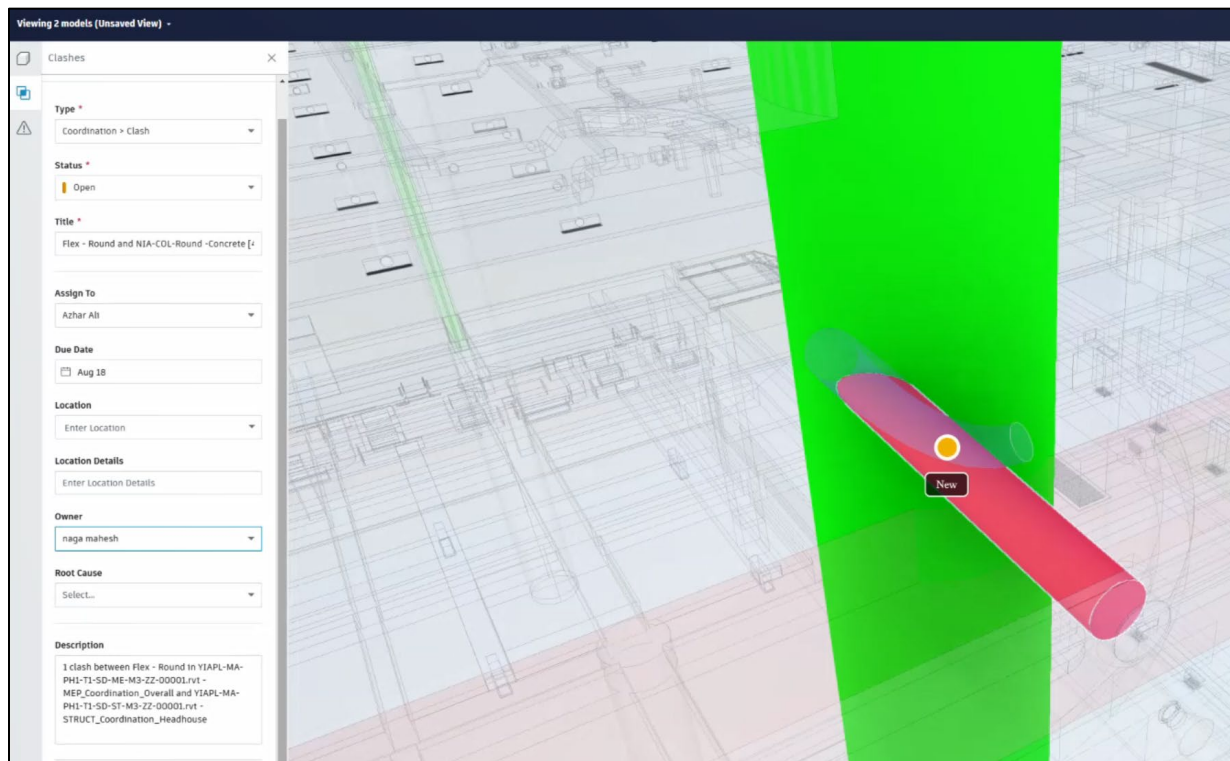 Viewing 2 models (Unsaved View)
Clashes
Type *
Coordination > Clash
Status *
Open
Title *
Flex - Round and NIA-COL-Round -Concrete [
Assign To
Azhar Ali
Due Date
Aug 18
Location
Enter Location
Location Details
Enter Location Details
Owner
naga mahesh
Root Cause
Select...
Description
1 clash between Flex - Round in YIAPL-MA-
PH1-T1-SD-ME-M3-ZZ-00001.rvt -
MEP_Coordination_Overall and YIAPL-MA-
PH1-T1-SD-ST-M3-ZZ-00001.rvt -
STRUCT_Coordination_Headhouse
New